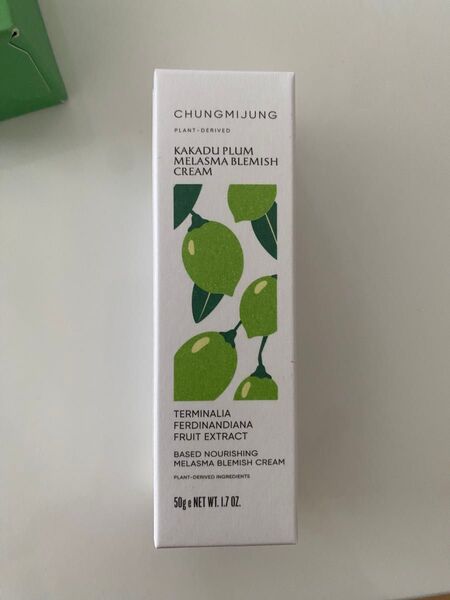 CHUNGMIJUNG
PLANT-DERIVED
KAKADU PLUM
MELASMA BLEMISH
CREAM
TERMINALIA
FERDINANDIANA
FRUIT EXTRACT
BASED NOURISHING
MELASMA BLEMISH CREAM
PLANT-DERIVED INGREDIENTS
50g e NET WT. 1.7 OZ.